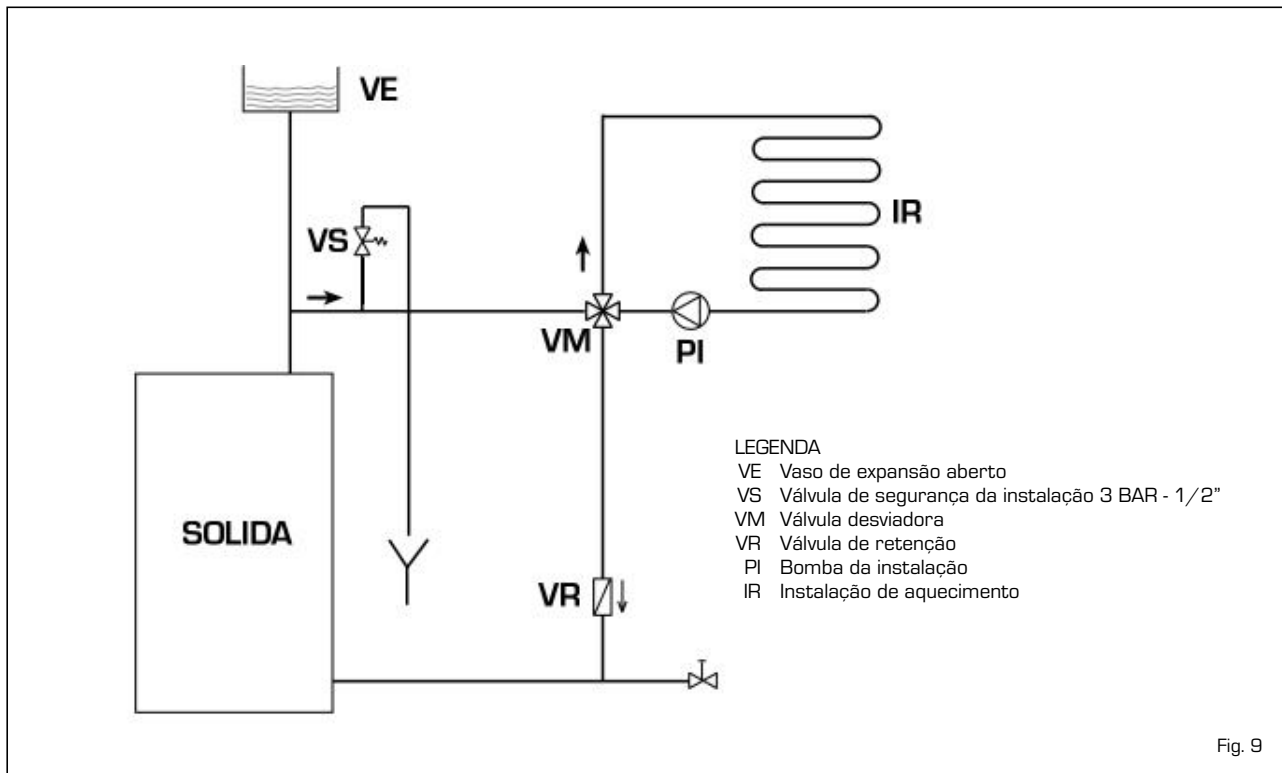 VE
VS
IR
VM
PI
SOLIDA
VR
LEGENDA
VE Vaso de expansão aberto
VS Válvula de segurança da instalação 3 BAR - 1/2”
VM Válvula desviadora
VR Válvula de retenção
PI Bomba da instalação
IR Instalação de aquecimento
Fig. 9